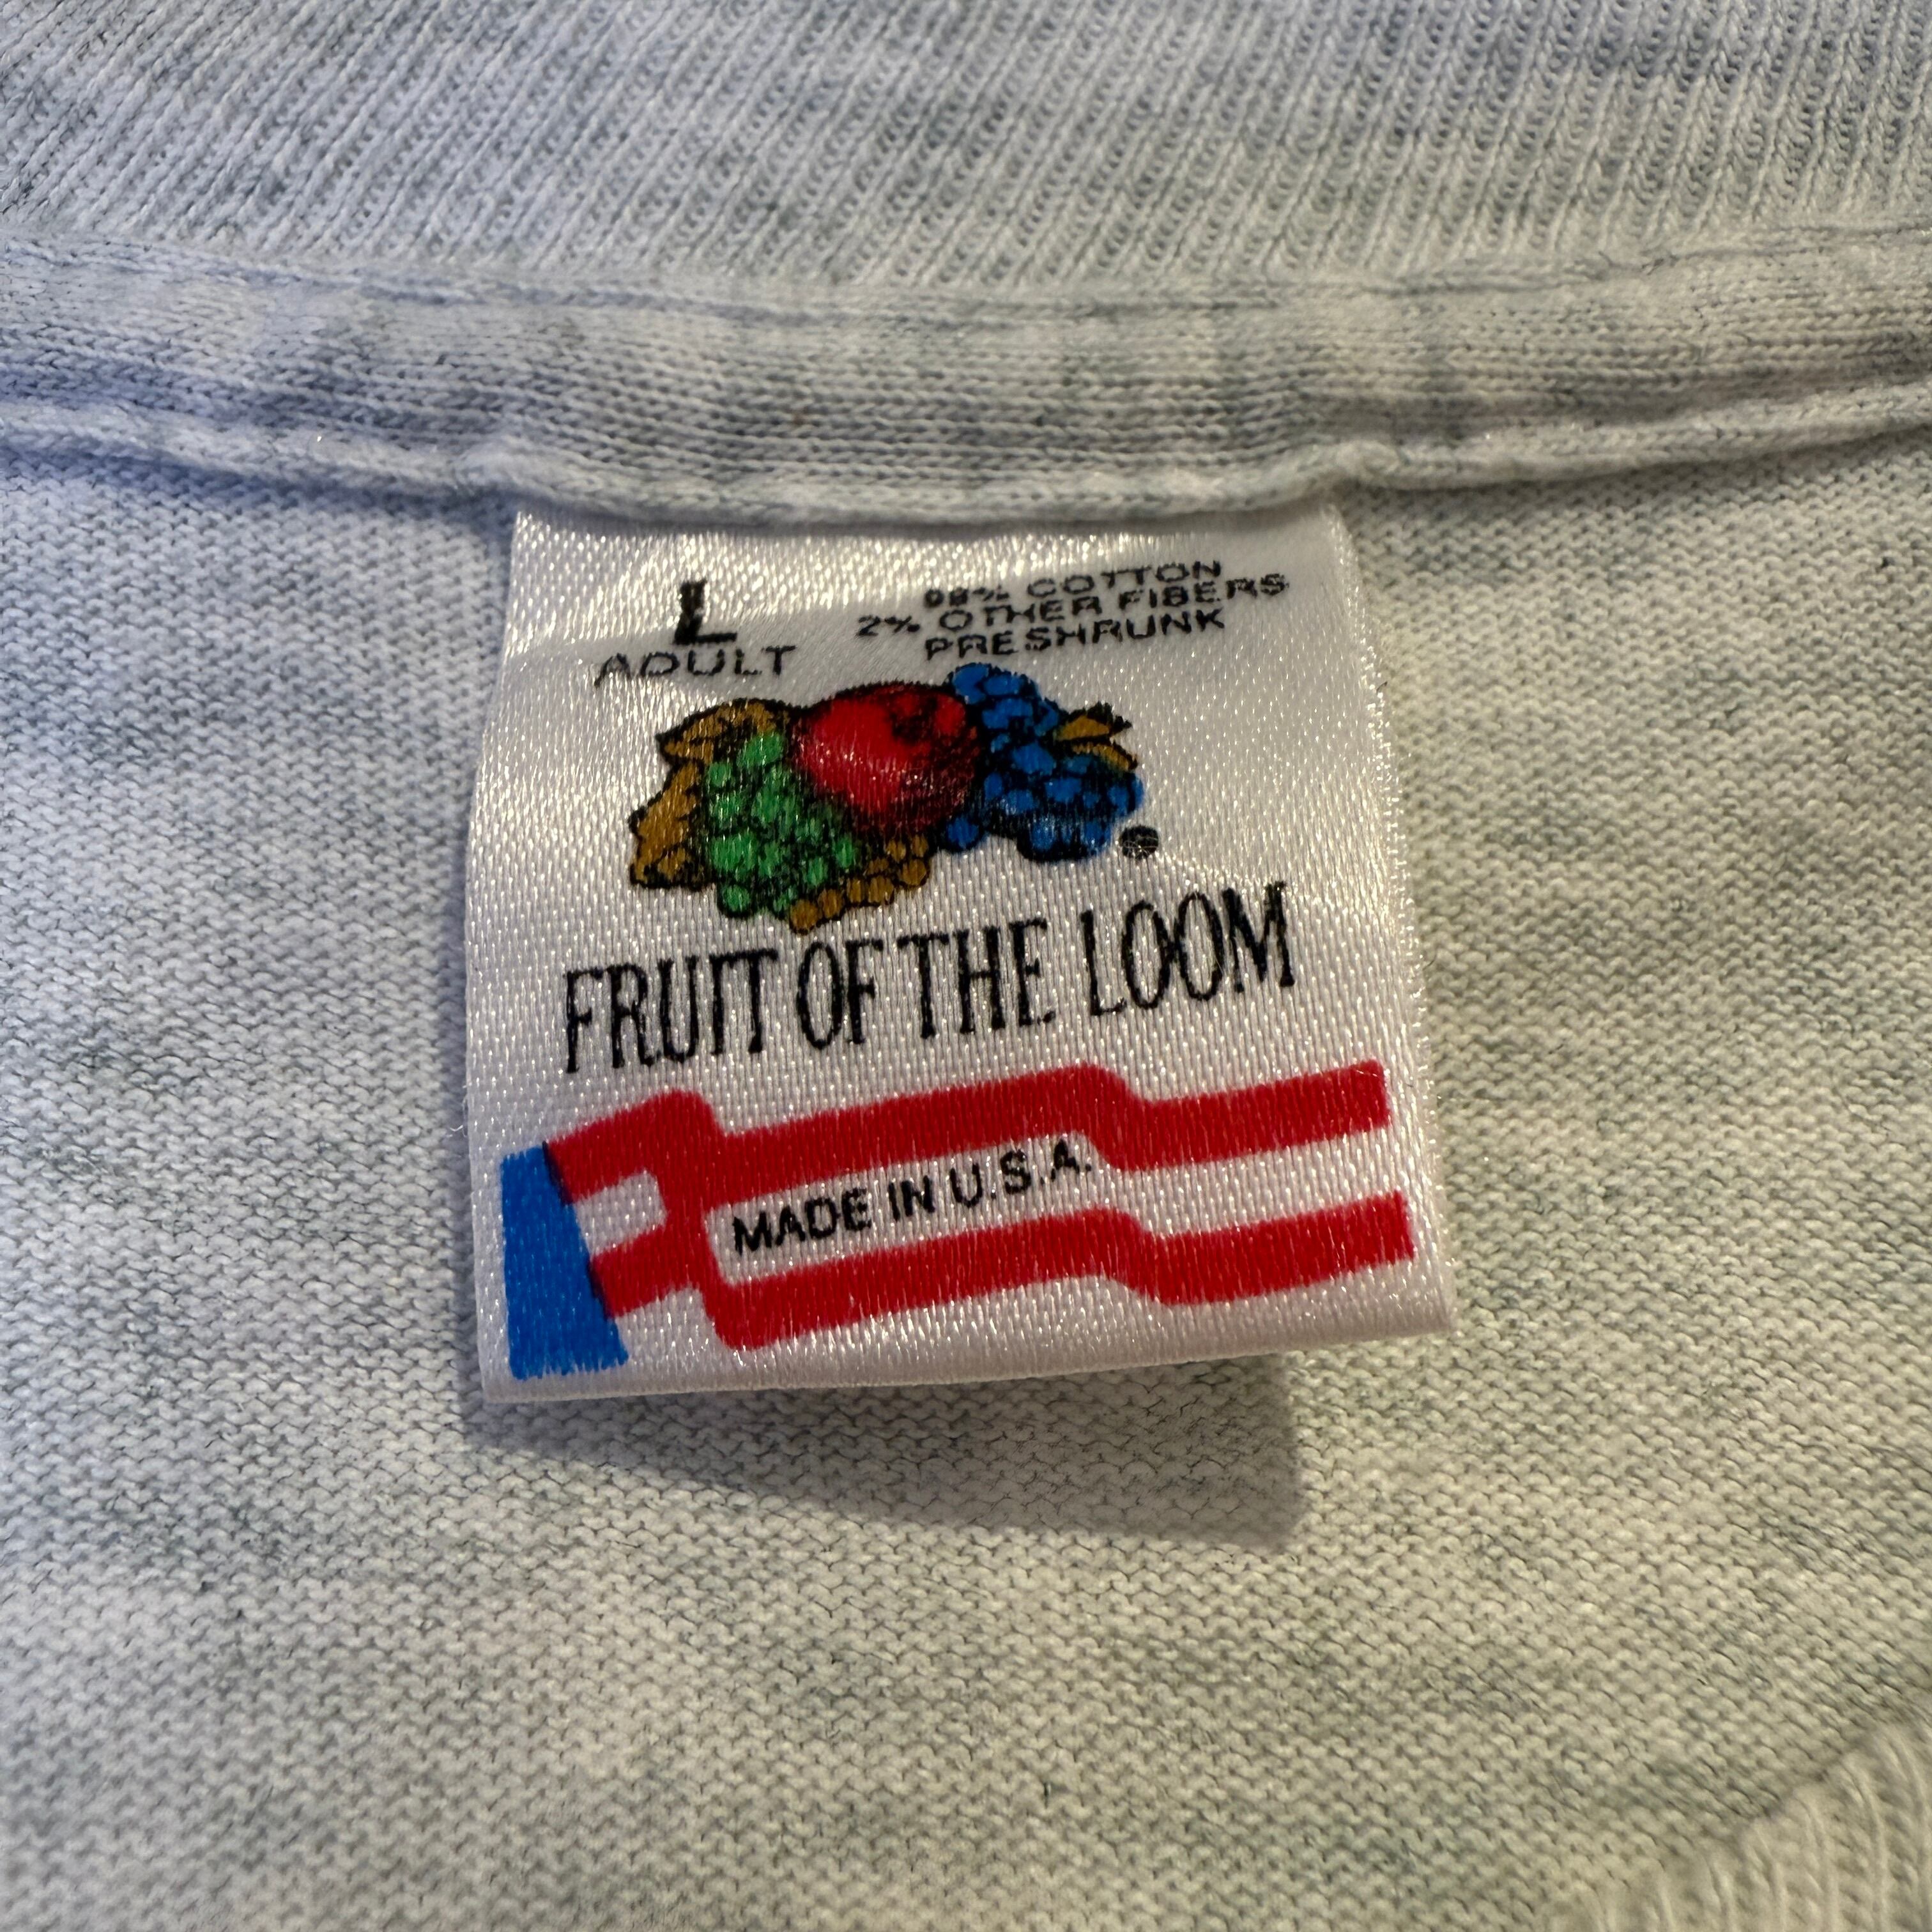 L
ADULT
98% COTTON
2% OTHER FIBERS
PRESHRUNK
®
FRUIT OF THE LOOM
MADE IN U.S.A.